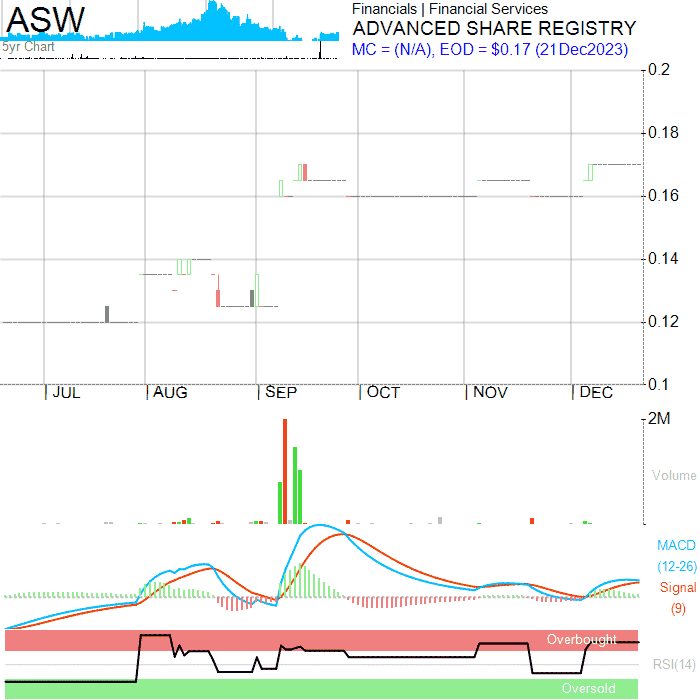 ASW
5yr Chart
Financials | Financial Services
ADVANCED SHARE REGISTRY
MC = (N/A), EOD = $0.17 (21Dec2023)
0.2
0.18
0.16
0.14
0.12
0.1
JUL AUG SEP OCT NOV DEC
2M
Volume
MACD
(12-26)
Signal
(9)
Overbought
RSI(14)
Oversold